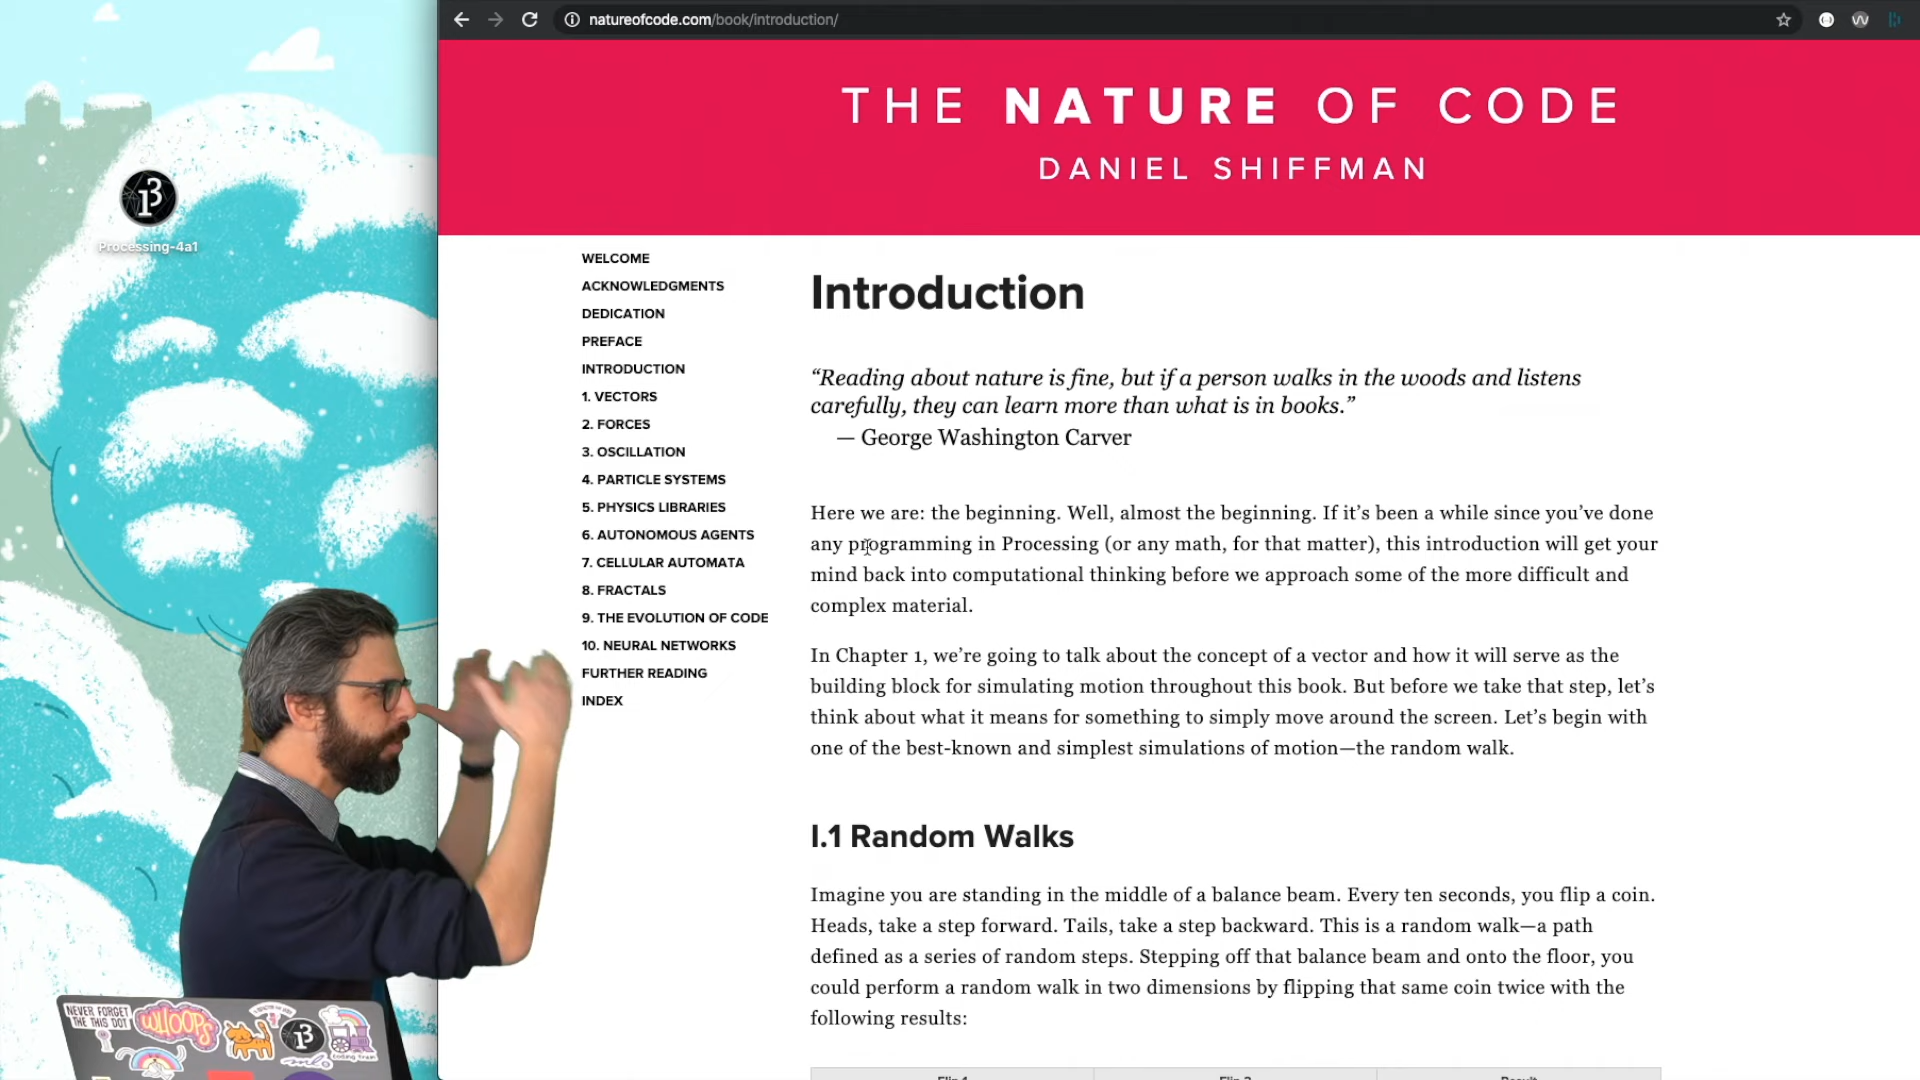 natureofcode.com/book/introduction/
THE NATURE OF CODE
DANIEL SHIFFMAN
Processing-4a1
WELCOME
ACKNOWLEDGMENTS
DEDICATION
PREFACE
INTRODUCTION
1. VECTORS
2. FORCES
3. OSCILLATION
4. PARTICLE SYSTEMS
5. PHYSICS LIBRARIES
6. AUTONOMOUS AGENTS
7. CELLULAR AUTOMATA
8. FRACTALS
9. THE EVOLUTION OF CODE
10. NEURAL NETWORKS
FURTHER READING
INDEX
Introduction
“Reading about nature is fine, but if a person walks in the woods and listens
carefully, they can learn more than what is in books.”
— George Washington Carver
Here we are: the beginning. Well, almost the beginning. If it’s been a while since you’ve done
any programming in Processing (or any math, for that matter), this introduction will get your
mind back into computational thinking before we approach some of the more difficult and
complex material.
In Chapter 1, we’re going to talk about the concept of a vector and how it will serve as the
building block for simulating motion throughout this book. But before we take that step, let’s
think about what it means for something to simply move around the screen. Let’s begin with
one of the best-known and simplest simulations of motion—the random walk.
I.1 Random Walks
Imagine you are standing in the middle of a balance beam. Every ten seconds, you flip a coin.
Heads, take a step forward. Tails, take a step backward. This is a random walk—a path
defined as a series of random steps. Stepping off that balance beam and onto the floor, you
could perform a random walk in two dimensions by flipping that same coin twice with the
following results:
NEVER FORGET
THE THIS DOT!
WHOOPS
Coding Train